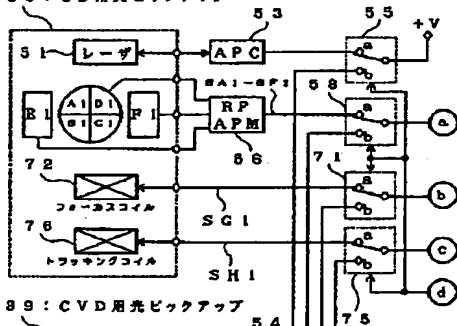 53
55
51 レーザ
APC
+V
a
b
SA1-SF1
58
A1 D1
E1 F1
B1 C1
RF
APM
56
a
b
ⓐ
72
71
フォーカスコイル
SG1
a
b
ⓑ
76
トラッキングコイル
SH1
a
b
ⓒ
ⓓ
89:CVD用光ピックアップ
54
75